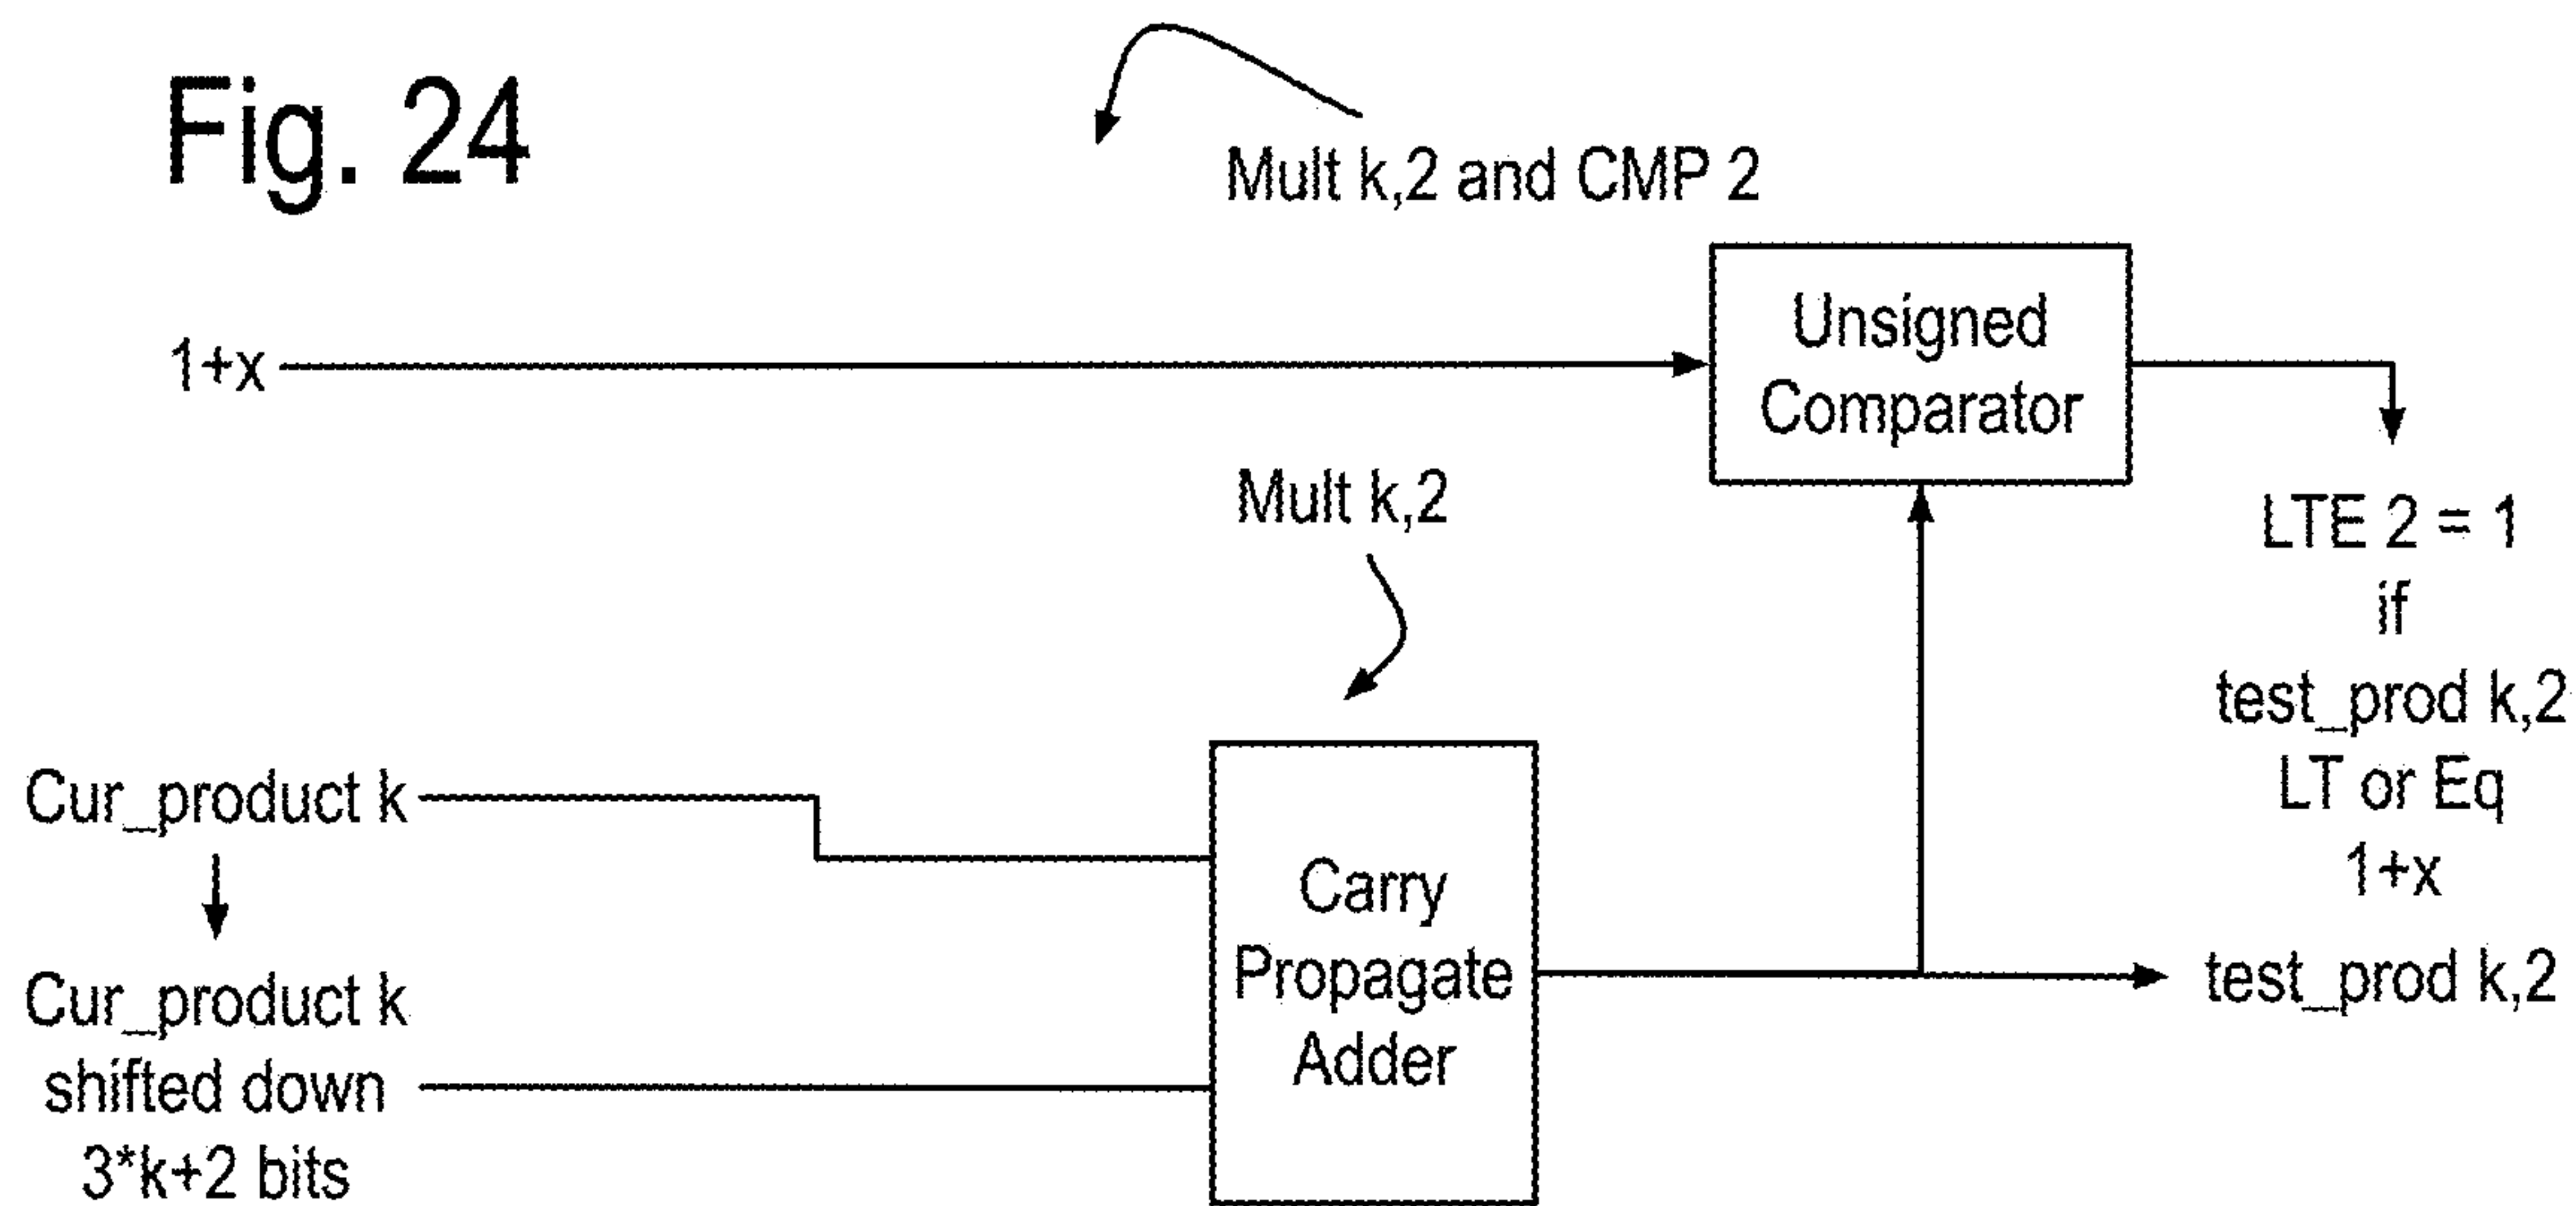 Fig. 24
Mult k,2 and CMP 2
1+x
Unsigned
Comparator
Mult k,2
LTE 2 = 1
if
test_prod k,2
LT or Eq
1+x
Cur_product k
Cur_product k
shifted down
3*k+2 bits
Carry
Propagate
Adder
test_prod k,2